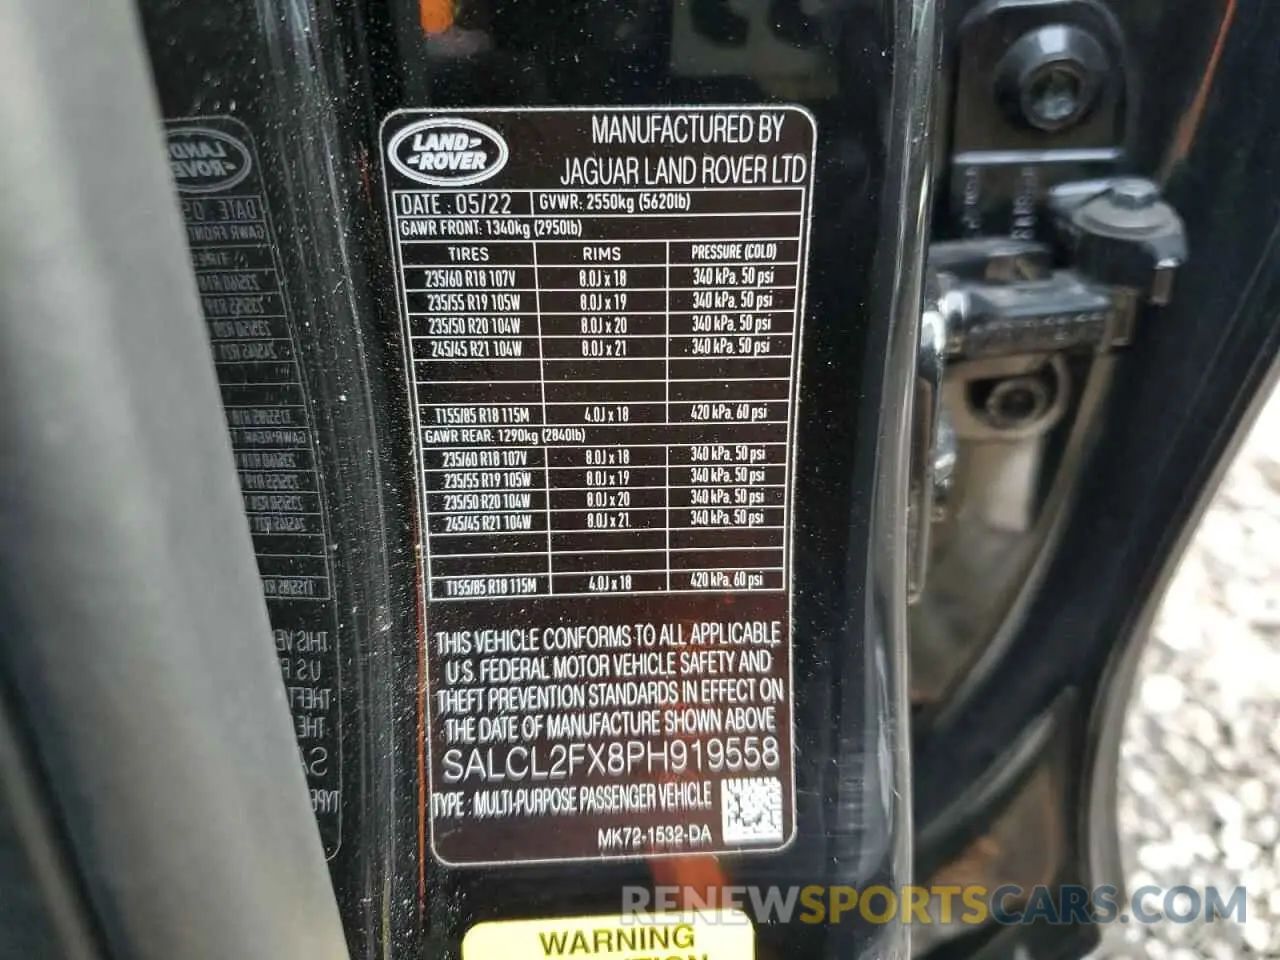 LAND
ROVER
MANUFACTURED BY
JAGUAR LAND ROVER LTD
DATE : 05/22 GVWR: 2550kg (5620lb)
GAWR FRONT: 1340kg (2950lb)
TIRES RIMS PRESSURE (COLD)
235/60 R18 107V 8.0J x 18 340 kPa, 50 psi
235/55 R19 105W 8.0J x 19 340 kPa, 50 psi
235/50 R20 104W 8.0J x 20 340 kPa, 50 psi
245/45 R21 104W 8.0J x 21 340 kPa, 50 psi
T155/85 R18 115M 4.0J x 18 420 kPa, 60 psi
GAWR REAR: 1290kg (2840lb)
235/60 R18 107V 8.0J x 18 340 kPa, 50 psi
235/55 R19 105W 8.0J x 19 340 kPa, 50 psi
235/50 R20 104W 8.0J x 20 340 kPa, 50 psi
245/45 R21 104W 8.0J x 21 340 kPa, 50 psi
T155/85 R18 115M 4.0J x 18 420 kPa, 60 psi
THIS VEHICLE CONFORMS TO ALL APPLICABLE
U.S. FEDERAL MOTOR VEHICLE SAFETY AND
THEFT PREVENTION STANDARDS IN EFFECT ON
THE DATE OF MANUFACTURE SHOWN ABOVE
SALCL2FX8PH919558
TYPE : MULTI-PURPOSE PASSENGER VEHICLE
MK72-1532-DA
RENEWSPORTSCARS.COM
WARNING